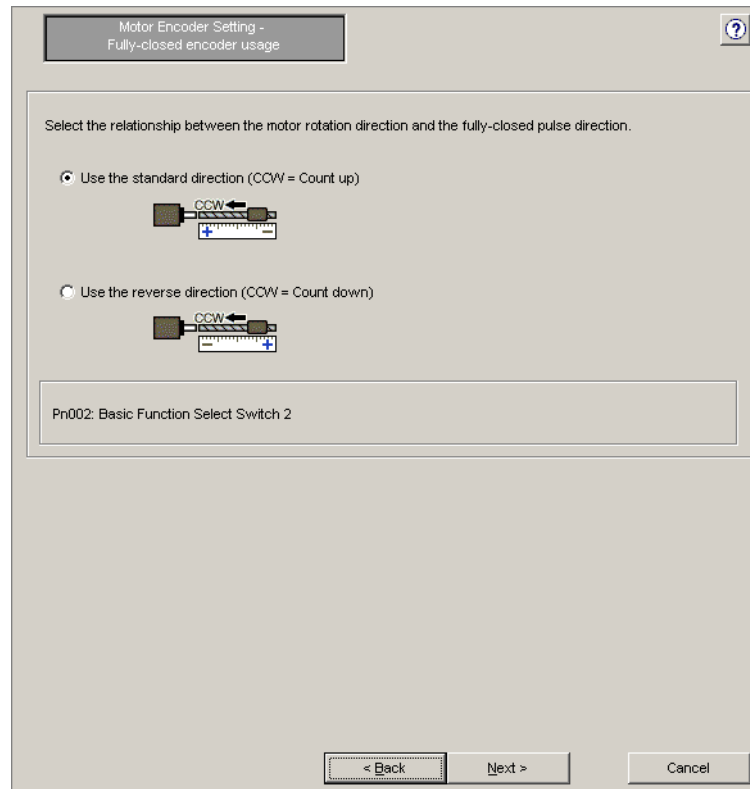 Motor Encoder Setting -
Fully-closed encoder usage
?
Select the relationship between the motor rotation direction and the fully-closed pulse direction.
Use the standard direction (CCW = Count up)
CCW
+ −
Use the reverse direction (CCW = Count down)
CCW
− +
Pn002: Basic Function Select Switch 2
< Back
Next >
Cancel